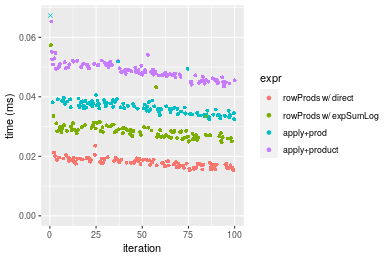 0.06
0.04
0.02
0.00
time (ms)
0
25
50
75
100
iteration
expr
rowProds w/ direct
rowProds w/ expSumLog
apply+prod
apply+product